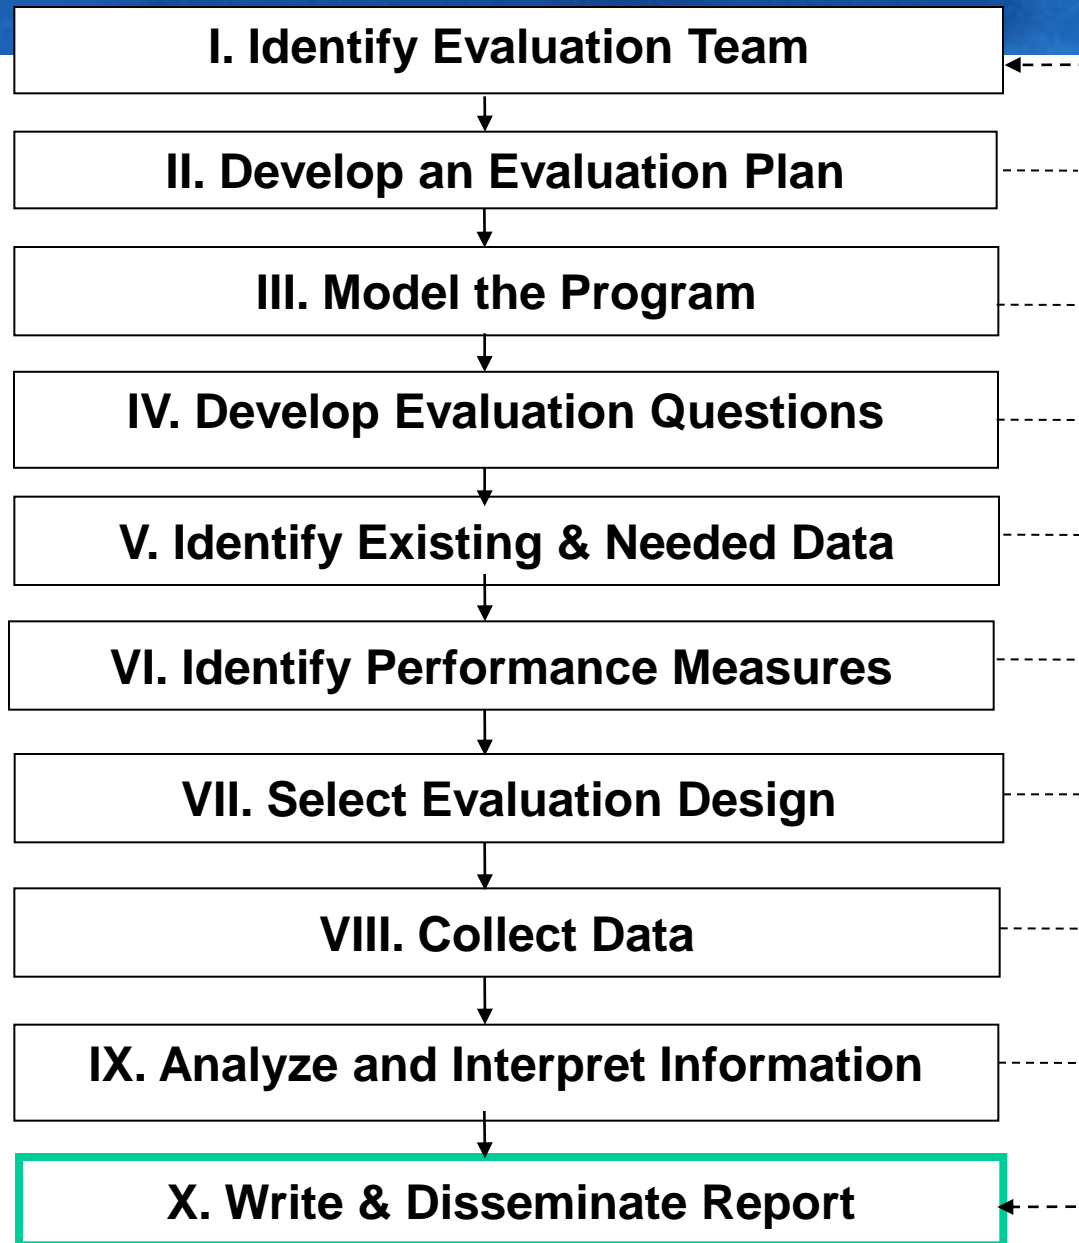 I. Identify Evaluation Team
II. Develop an Evaluation Plan
III. Model the Program
IV. Develop Evaluation Questions
V. Identify Existing & Needed Data
VI. Identify Performance Measures
VII. Select Evaluation Design
VIII. Collect Data
IX. Analyze and Interpret Information
X. Write & Disseminate Report